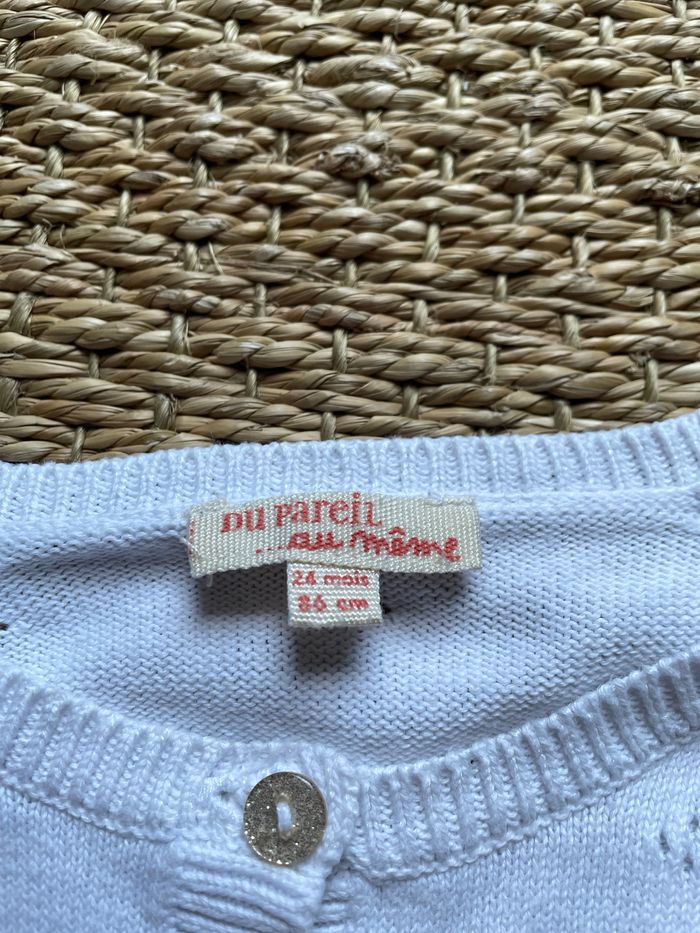 DU PAREIL
...au même
24 mois
86 cm